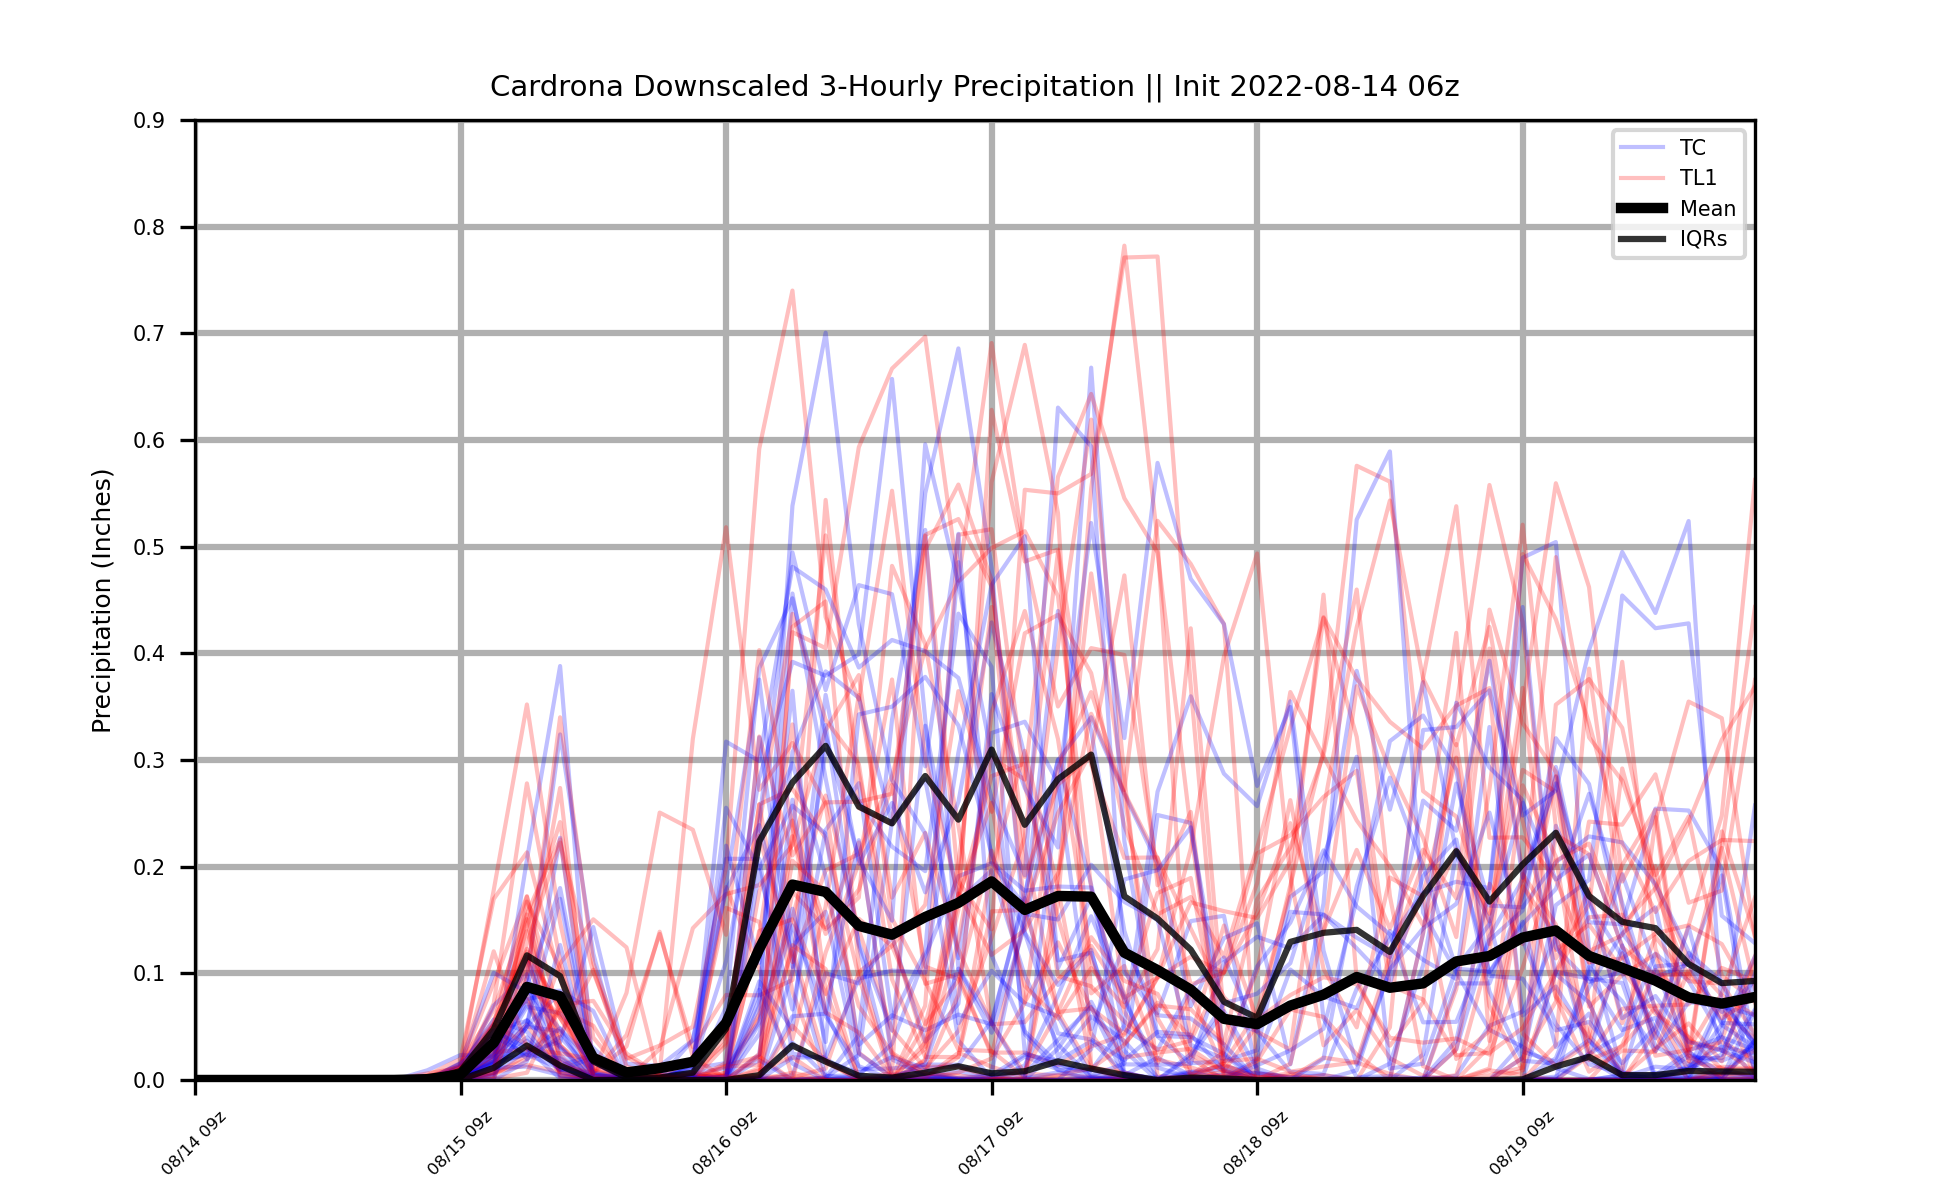 Cardrona Downscaled 3-Hourly Precipitation || Init 2022-08-14 06z
0.9
0.8
0.7
0.6
0.5
0.4
0.3
0.2
0.1
0.0
Precipitation (Inches)
TC
TL1
Mean
IQRs
08/14 09z
08/15 09z
08/16 09z
08/17 09z
08/18 09z
08/19 09z